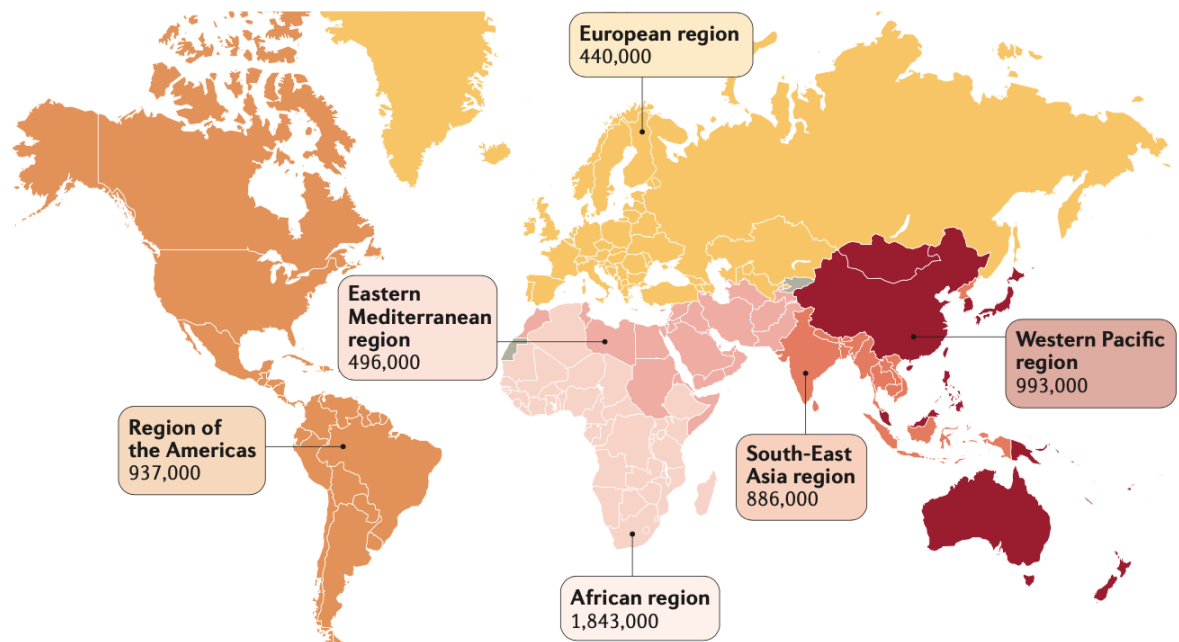 European region
440,000
Eastern
Mediterranean
region
496,000
Western Pacific
region
993,000
Region of
the Americas
937,000
South-East
Asia region
886,000
African region
1,843,000